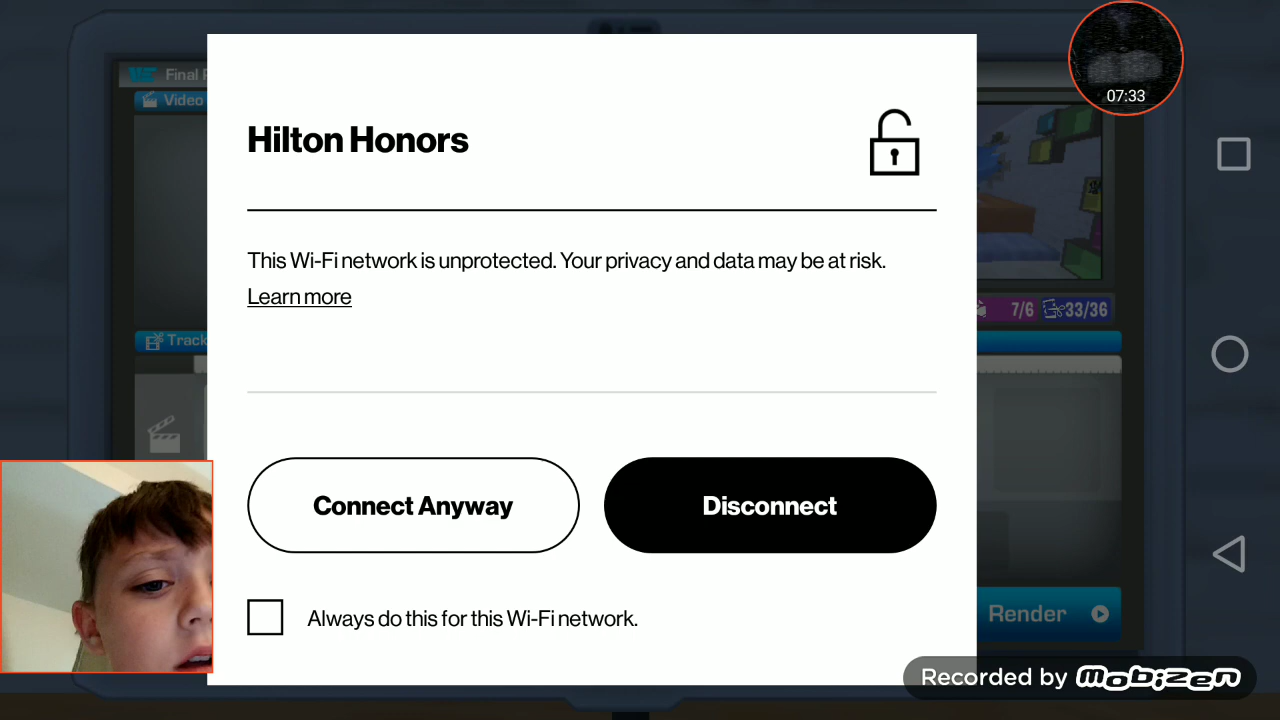 Final
Video
07:33
Hilton Honors
This Wi-Fi network is unprotected. Your privacy and data may be at risk.
Learn more
7/6 33/36
Track
Connect Anyway
Disconnect
Always do this for this Wi-Fi network.
Render
Recorded by mobizen